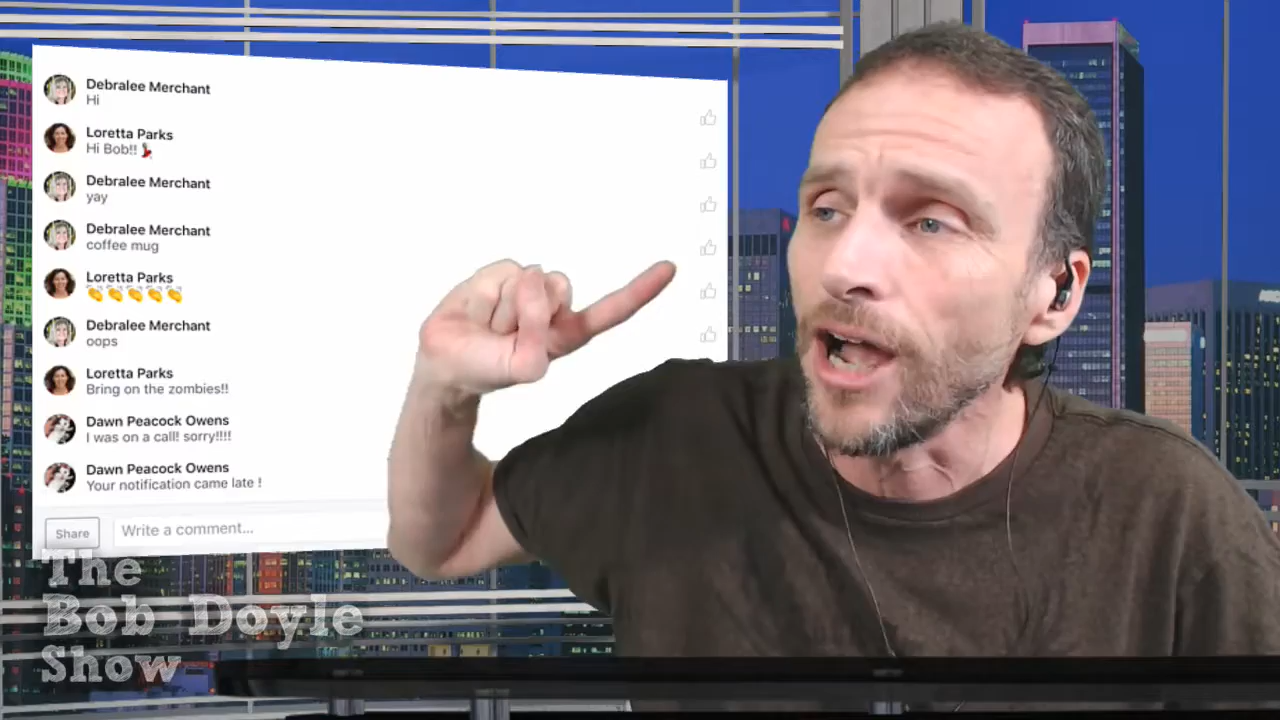 Debralee Merchant
Hi
Loretta Parks
Hi Bob!! 💃
Debralee Merchant
yay
Debralee Merchant
coffee mug
Loretta Parks
👏👏👏👏👏
Debralee Merchant
oops
Loretta Parks
Bring on the zombies!!
Dawn Peacock Owens
I was on a call! sorry!!!!
Dawn Peacock Owens
Your notification came late !
Share
Write a comment...
The
Bob Doyle
Show